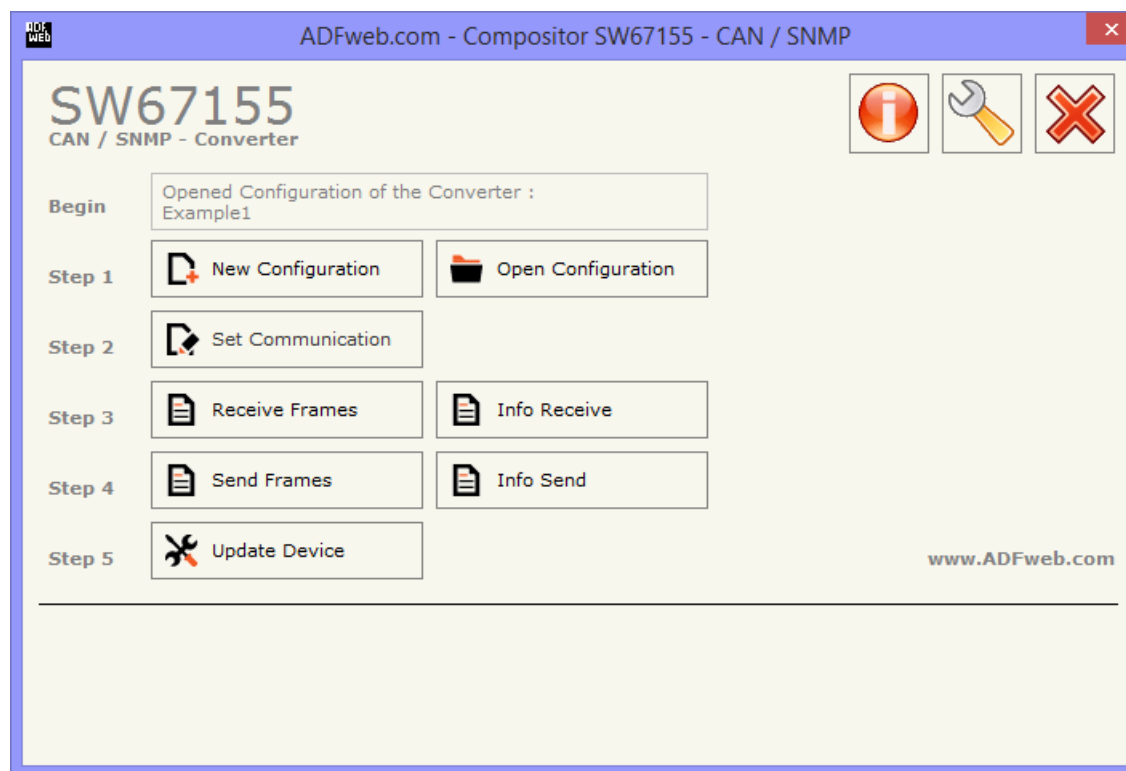 ADF
WEB
ADFweb.com - Compositor SW67155 - CAN / SNMP
SW67155
CAN / SNMP - Converter
Begin
Opened Configuration of the Converter :
Example1
Step 1
New Configuration
Open Configuration
Step 2
Set Communication
Step 3
Receive Frames
Info Receive
Step 4
Send Frames
Info Send
Step 5
Update Device
www.ADFweb.com